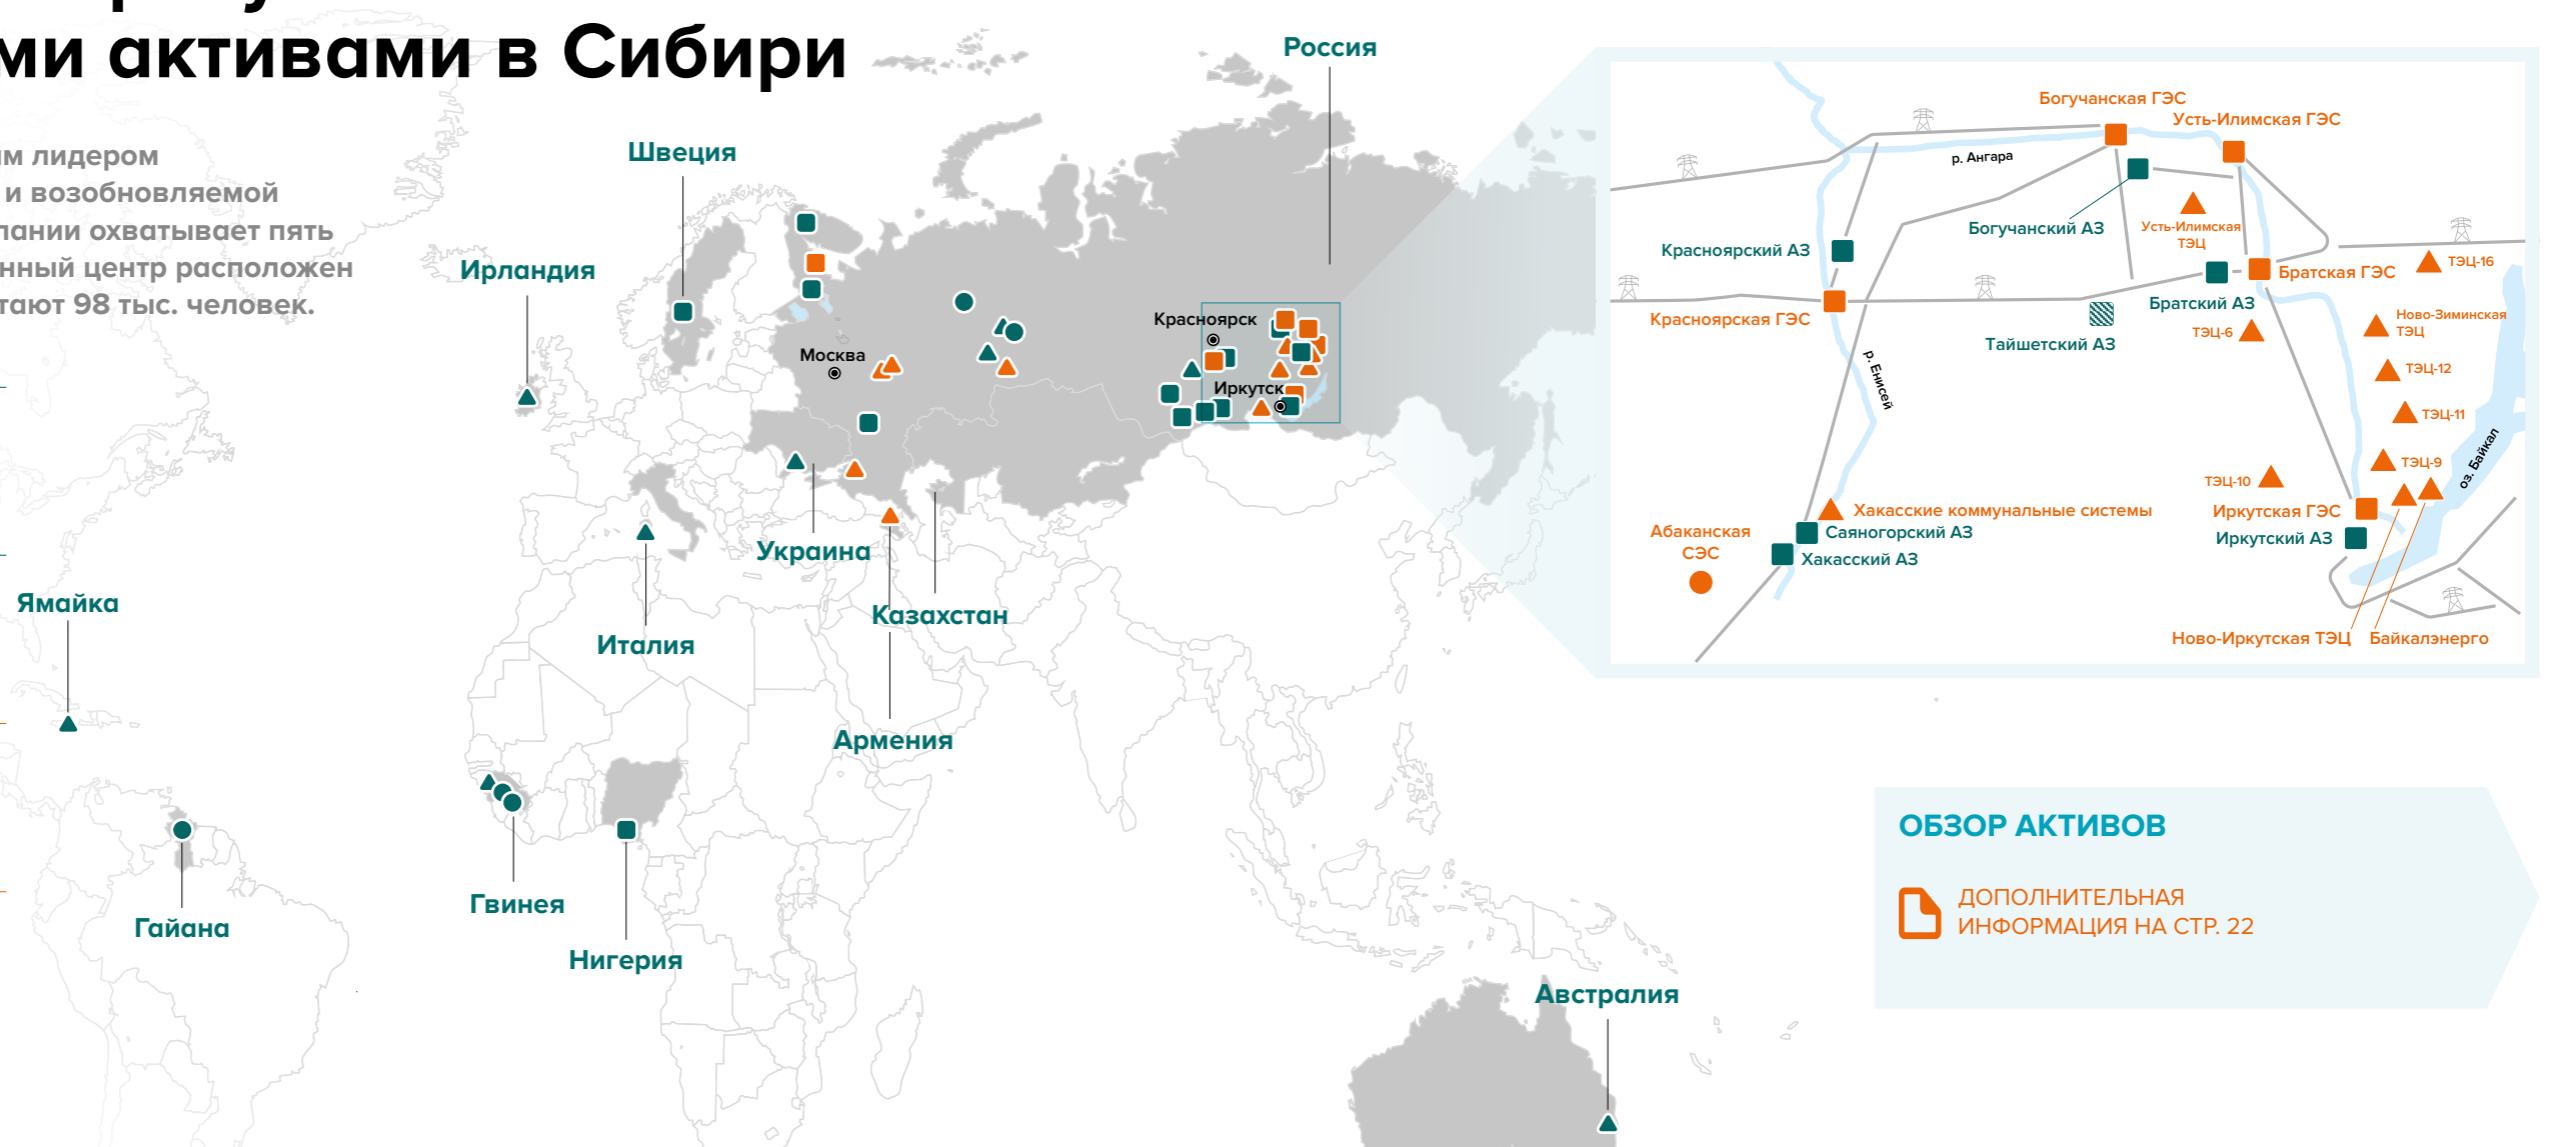 ми активами в Сибири
лидером
и возобновляемой
охватывает пять
центр расположен
98 тыс. человек.
Россия
Швеция
Ирландия
Москва
Красноярск
Иркутск
Украина
Казахстан
Италия
Армения
Ямайка
Гайана
Гвинея
Нигерия
Австралия
Богучанская ГЭС
Усть-Илимская ГЭС
р. Ангара
Богучанский АЗ
Усть-Илимская
ТЭЦ
Красноярский АЗ
Братская ГЭС
ТЭЦ-16
Братский АЗ
Красноярская ГЭС
Тайшетский АЗ
ТЭЦ-6
Ново-Зиминская
ТЭЦ
р. Енисей
ТЭЦ-12
ТЭЦ-11
ТЭЦ-9
оз. Байкал
ТЭЦ-10
Хакасские коммунальные системы
Иркутская ГЭС
Абаканская
СЭС
Саяногорский АЗ
Иркутский АЗ
Хакасский АЗ
Ново-Иркутская ТЭЦ
Байкалэнерго
ОБЗОР АКТИВОВ
ДОПОЛНИТЕЛЬНАЯ
ИНФОРМАЦИЯ НА СТР. 22